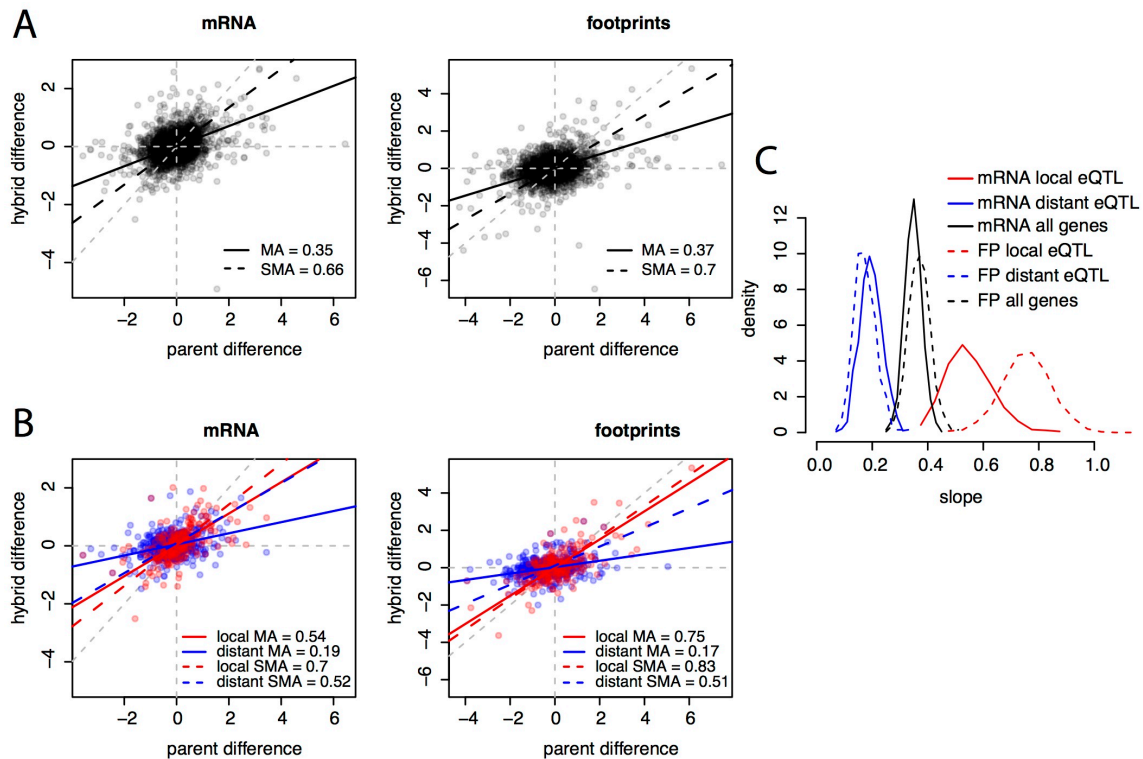 A
mRNA
hybrid difference
2
0
−2
−4
MA = 0.35
SMA = 0.66
−2 0 2 4 6
parent difference
footprints
hybrid difference
4
2
0
−2
−4
−6
MA = 0.37
SMA = 0.7
−4 −2 0 2 4 6
parent difference
B
mRNA
hybrid difference
2
0
−2
−4
local MA = 0.54
distant MA = 0.19
local SMA = 0.7
distant SMA = 0.52
−2 0 2 4 6
parent difference
footprints
hybrid difference
4
2
0
−2
−4
−6
local MA = 0.75
distant MA = 0.17
local SMA = 0.83
distant SMA = 0.51
−4 −2 0 2 4 6
parent difference
C
mRNA local eQTL
mRNA distant eQTL
mRNA all genes
FP local eQTL
FP distant eQTL
FP all genes
density
12
10
8
6
4
2
0
0.0 0.2 0.4 0.6 0.8 1.0
slope